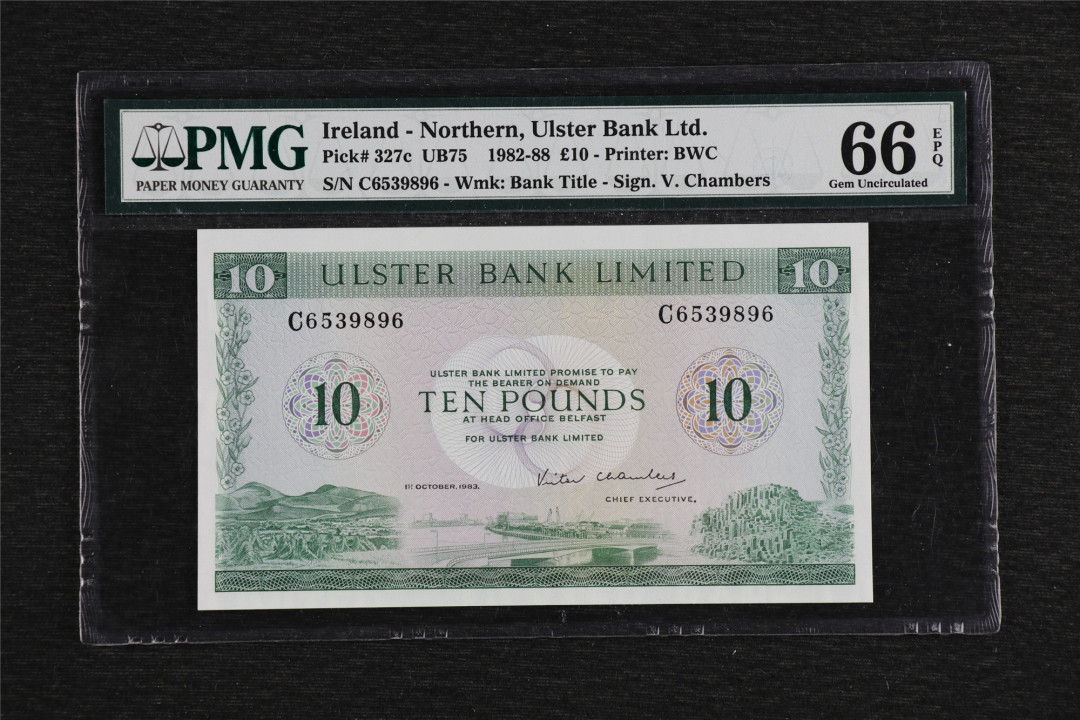 PMG
PAPER MONEY GUARANTY
Ireland - Northern, Ulster Bank Ltd.
Pick# 327c UB75 1982-88 £10 - Printer: BWC
S/N C6539896 - Wmk: Bank Title - Sign. V. Chambers
66 EPQ
Gem Uncirculated
10 ULSTER BANK LIMITED 10
C6539896 C6539896
ULSTER BANK LIMITED PROMISE TO PAY
THE BEARER ON DEMAND
10 TEN POUNDS 10
AT HEAD OFFICE BELFAST
FOR ULSTER BANK LIMITED
Victor Chambers
1ST OCTOBER, 1983.
CHIEF EXECUTIVE.